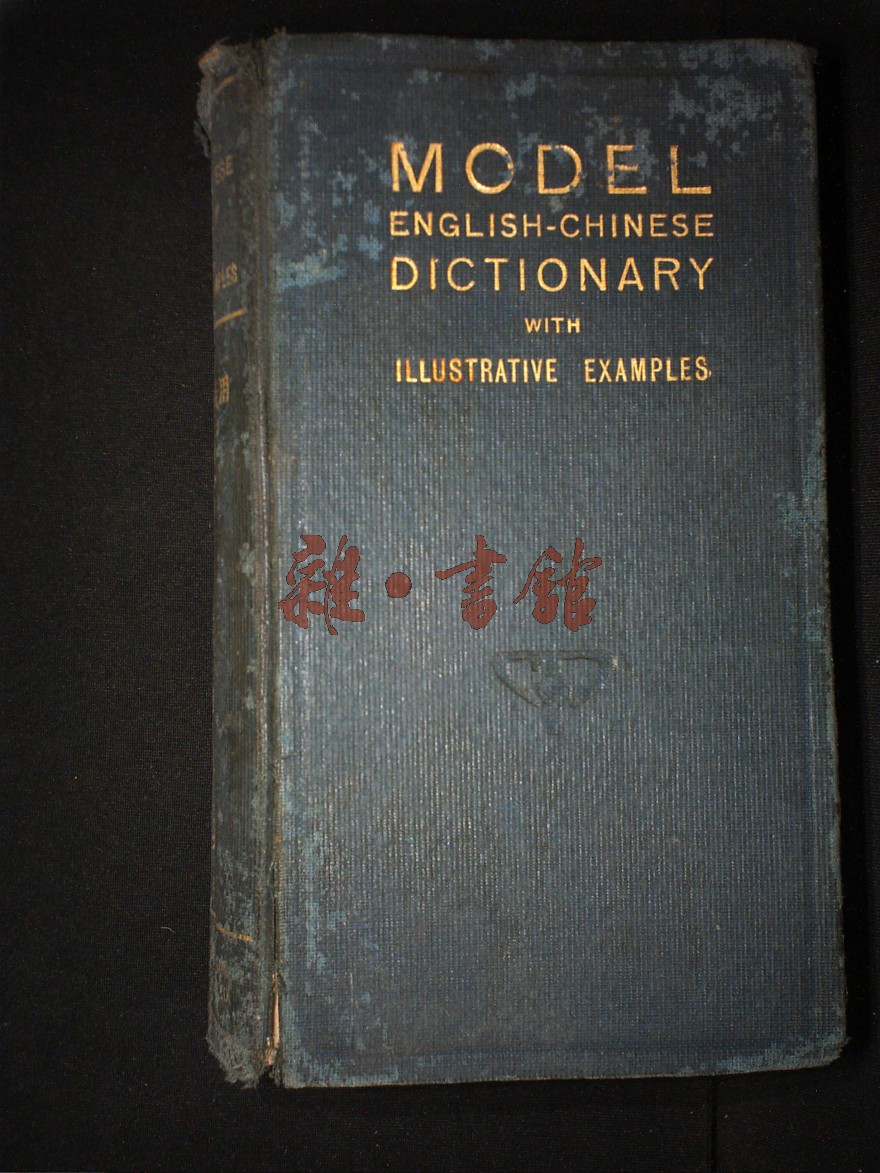 MODEL
ENGLISH-CHINESE
DICTIONARY
WITH
ILLUSTRATIVE EXAMPLES.
雜·書館